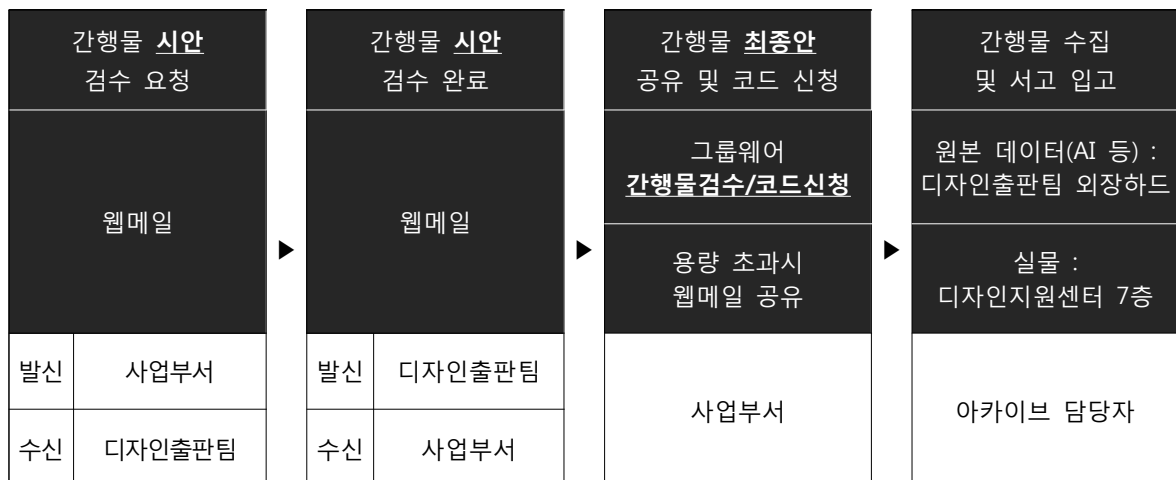 간행물 시안
검수 요청
웹메일
발신 사업부서
수신 디자인출판팀
▶
간행물 시안
검수 완료
웹메일
발신 디자인출판팀
수신 사업부서
▶
간행물 최종안
공유 및 코드 신청
그룹웨어
간행물검수/코드신청
용량 초과시
웹메일 공유
사업부서
▶
간행물 수집
및 서고 입고
원본 데이터(AI 등) :
디자인출판팀 외장하드
실물 :
디자인지원센터 7층
아카이브 담당자